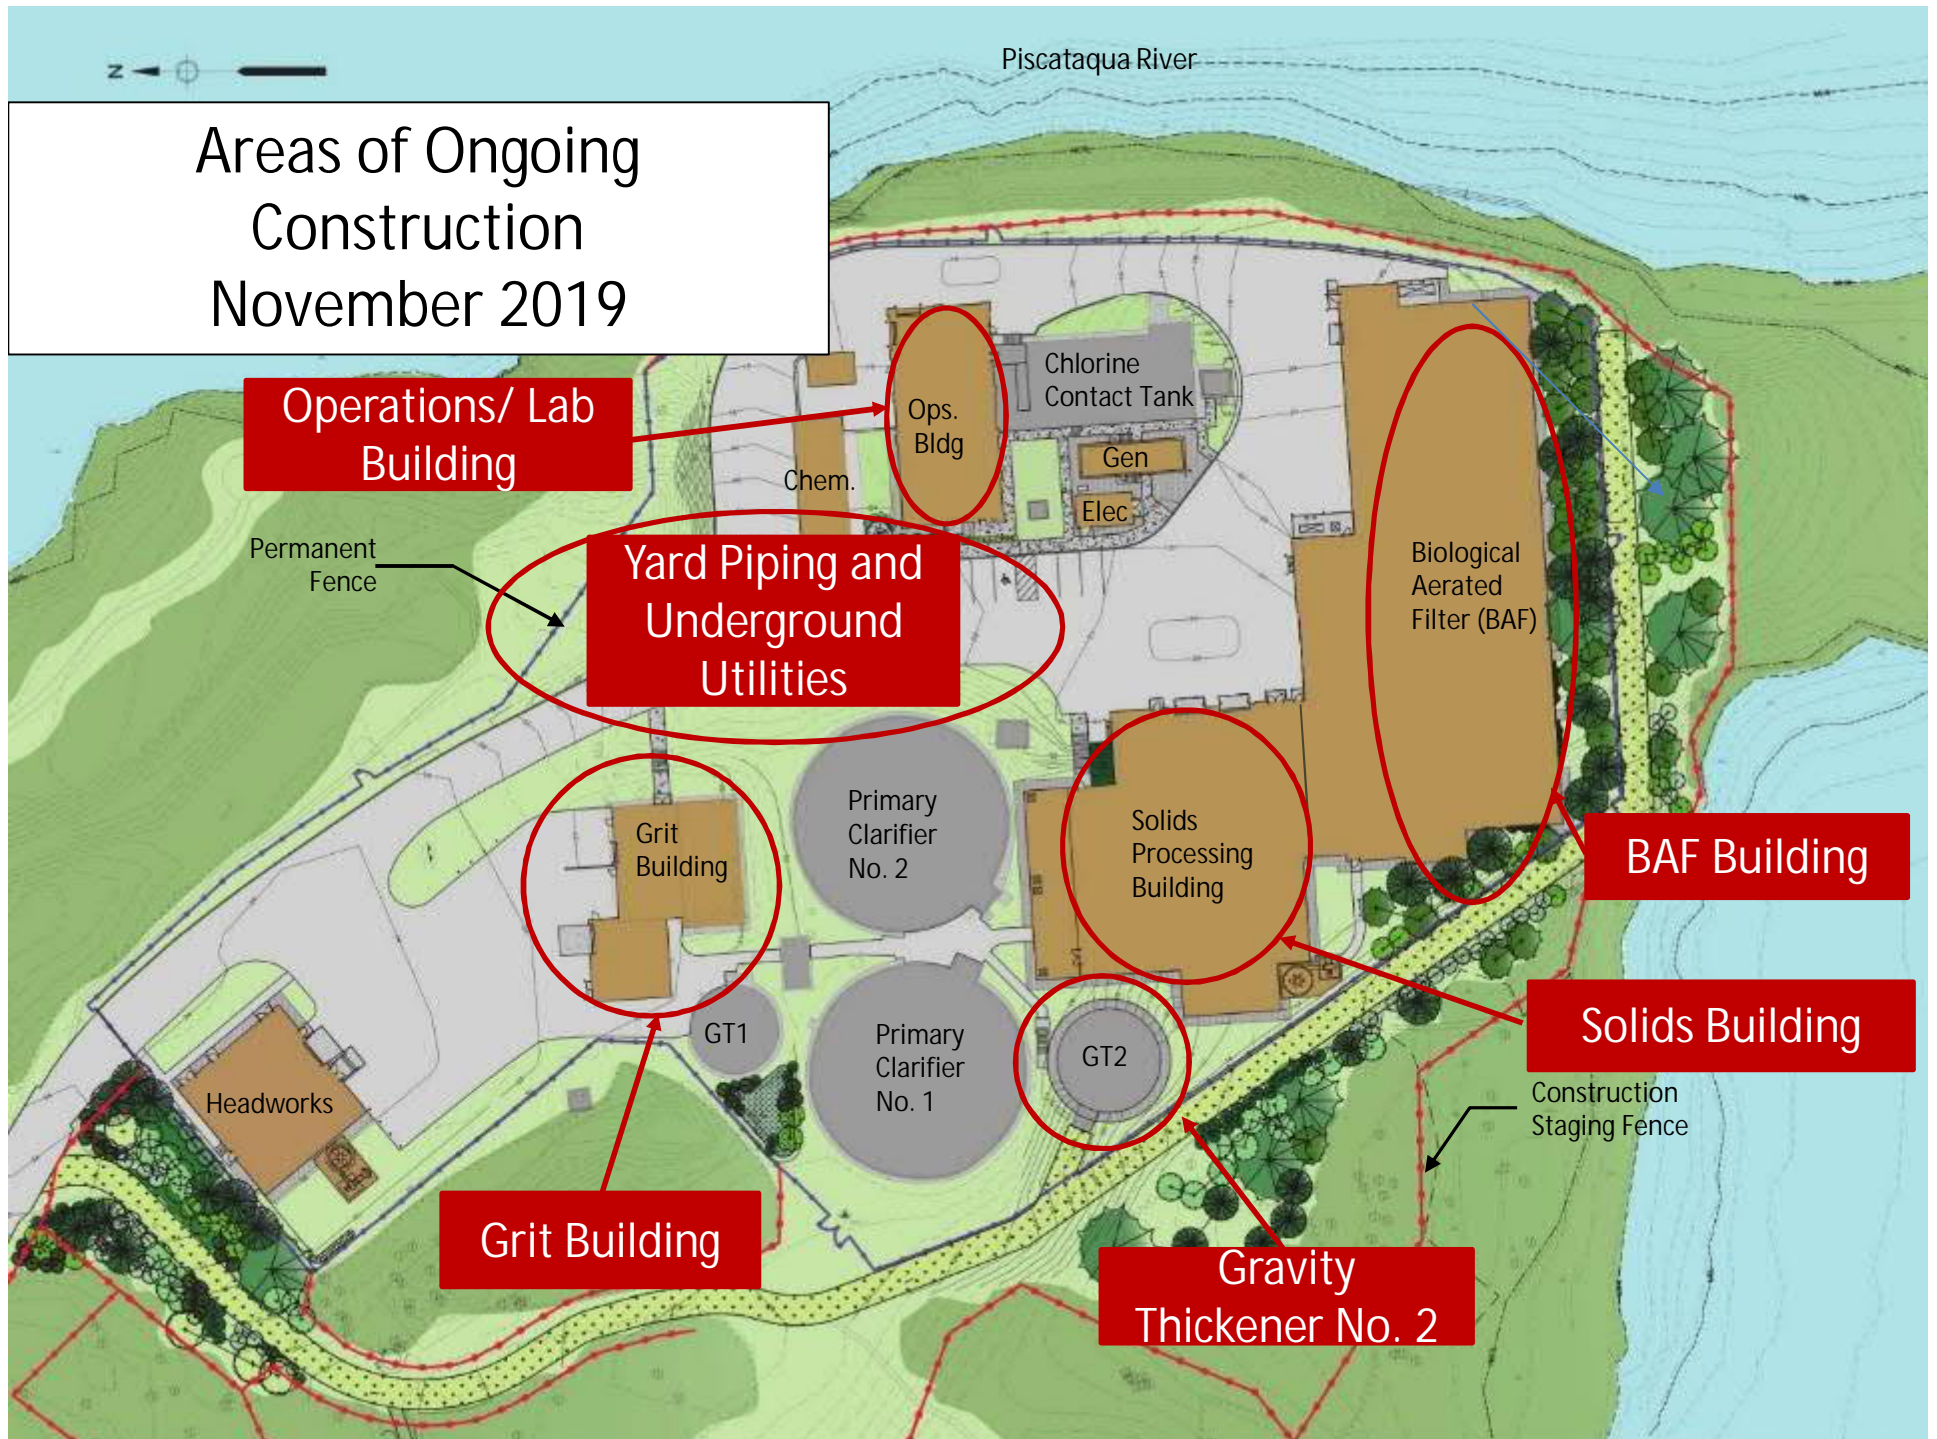 Piscataqua River
N
Areas of Ongoing
Construction
November 2019
Operations/ Lab
Building
Ops.
Bldg
Chlorine
Contact Tank
Gen
Elec
Chem.
Permanent
Fence
Yard Piping and
Underground
Utilities
Biological
Aerated
Filter (BAF)
Grit
Building
Primary
Clarifier
No. 2
Solids
Processing
Building
BAF Building
Solids Building
GT1
Primary
Clarifier
No. 1
GT2
Headworks
Construction
Staging Fence
Grit Building
Gravity
Thickener No. 2